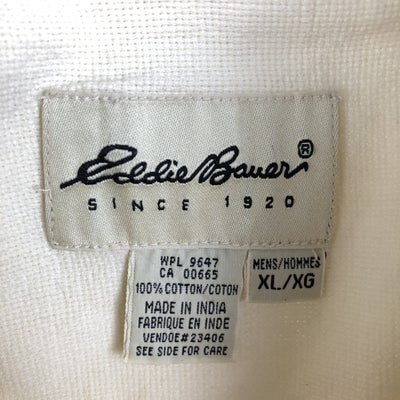 Eddie Bauer®
SINCE 1920
WPL 9647
CA 00665
100% COTTON/COTON
MADE IN INDIA
FABRIQUE EN INDE
VENDOE#23406
SEE SIDE FOR CARE
MENS/HOMMES
XL/XG